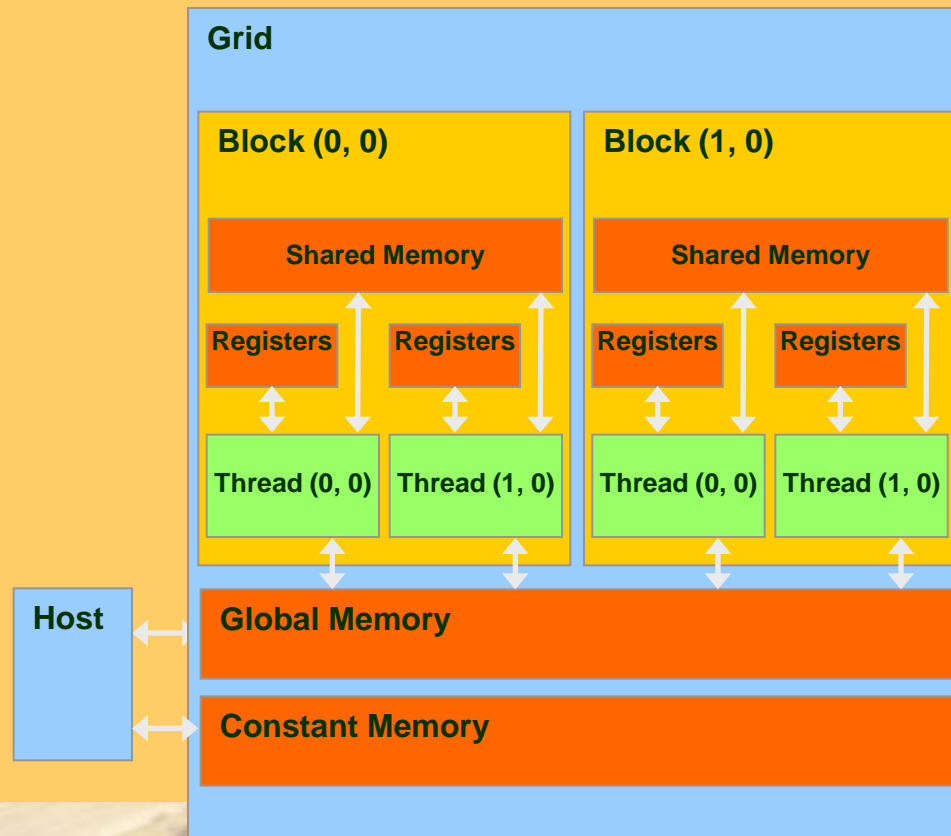 Grid
Block (0, 0)
Block (1, 0)
Shared Memory
Shared Memory
Registers
Registers
Registers
Registers
Thread (0, 0)
Thread (1, 0)
Thread (0, 0)
Thread (1, 0)
Host
Global Memory
Constant Memory